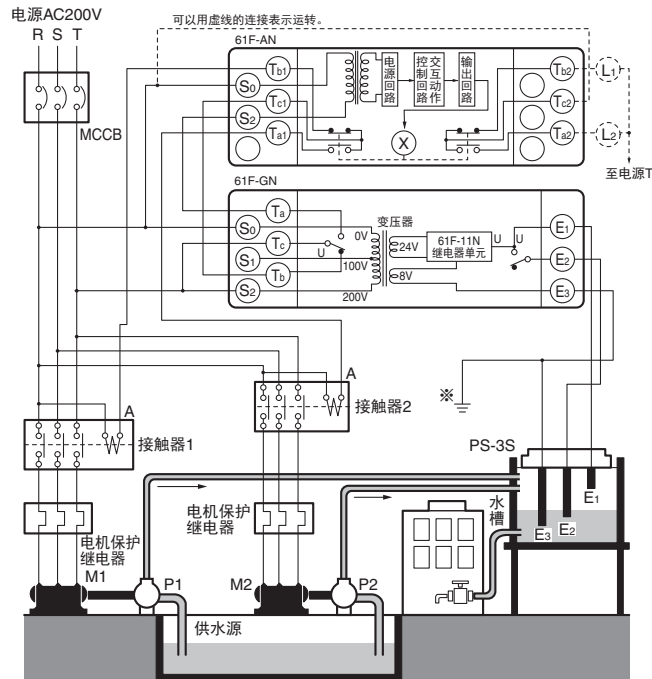 电源AC200V
R S T
可以用虚线的连接表示运转。
61F-AN
MCCB
Tb1
S0
Tc1
S2
Ta1
电源回路
控制回路
交互动作
输出回路
X
Tb2
Tc2
Ta2
L1
L2
至电源T
61F-GN
Ta
S0
Tc
S1
Tb
S2
U
变压器
0V
100V
200V
24V
8V
61F-11N
继电器单元
U
U
E1
E2
E3
※
A
接触器2
A
接触器1
PS-3S
E1
E3
E2
水槽
电机保护
继电器
电机保护
继电器
M1
P1
M2
P2
供水源